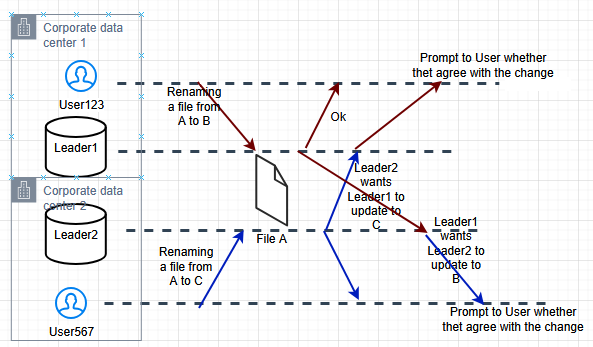 Corporate data
center 1
User123
Leader1
Corporate data
center 2
Leader2
User567
Renaming
a file from
A to B
Ok
Prompt to User whether
thet agree with the change
File A
Leader2
wants
Leader1 to
update to
C
Renaming
a file from
A to C
Leader1
wants
Leader2 to
update to
B
Prompt to User whether
thet agree with the change